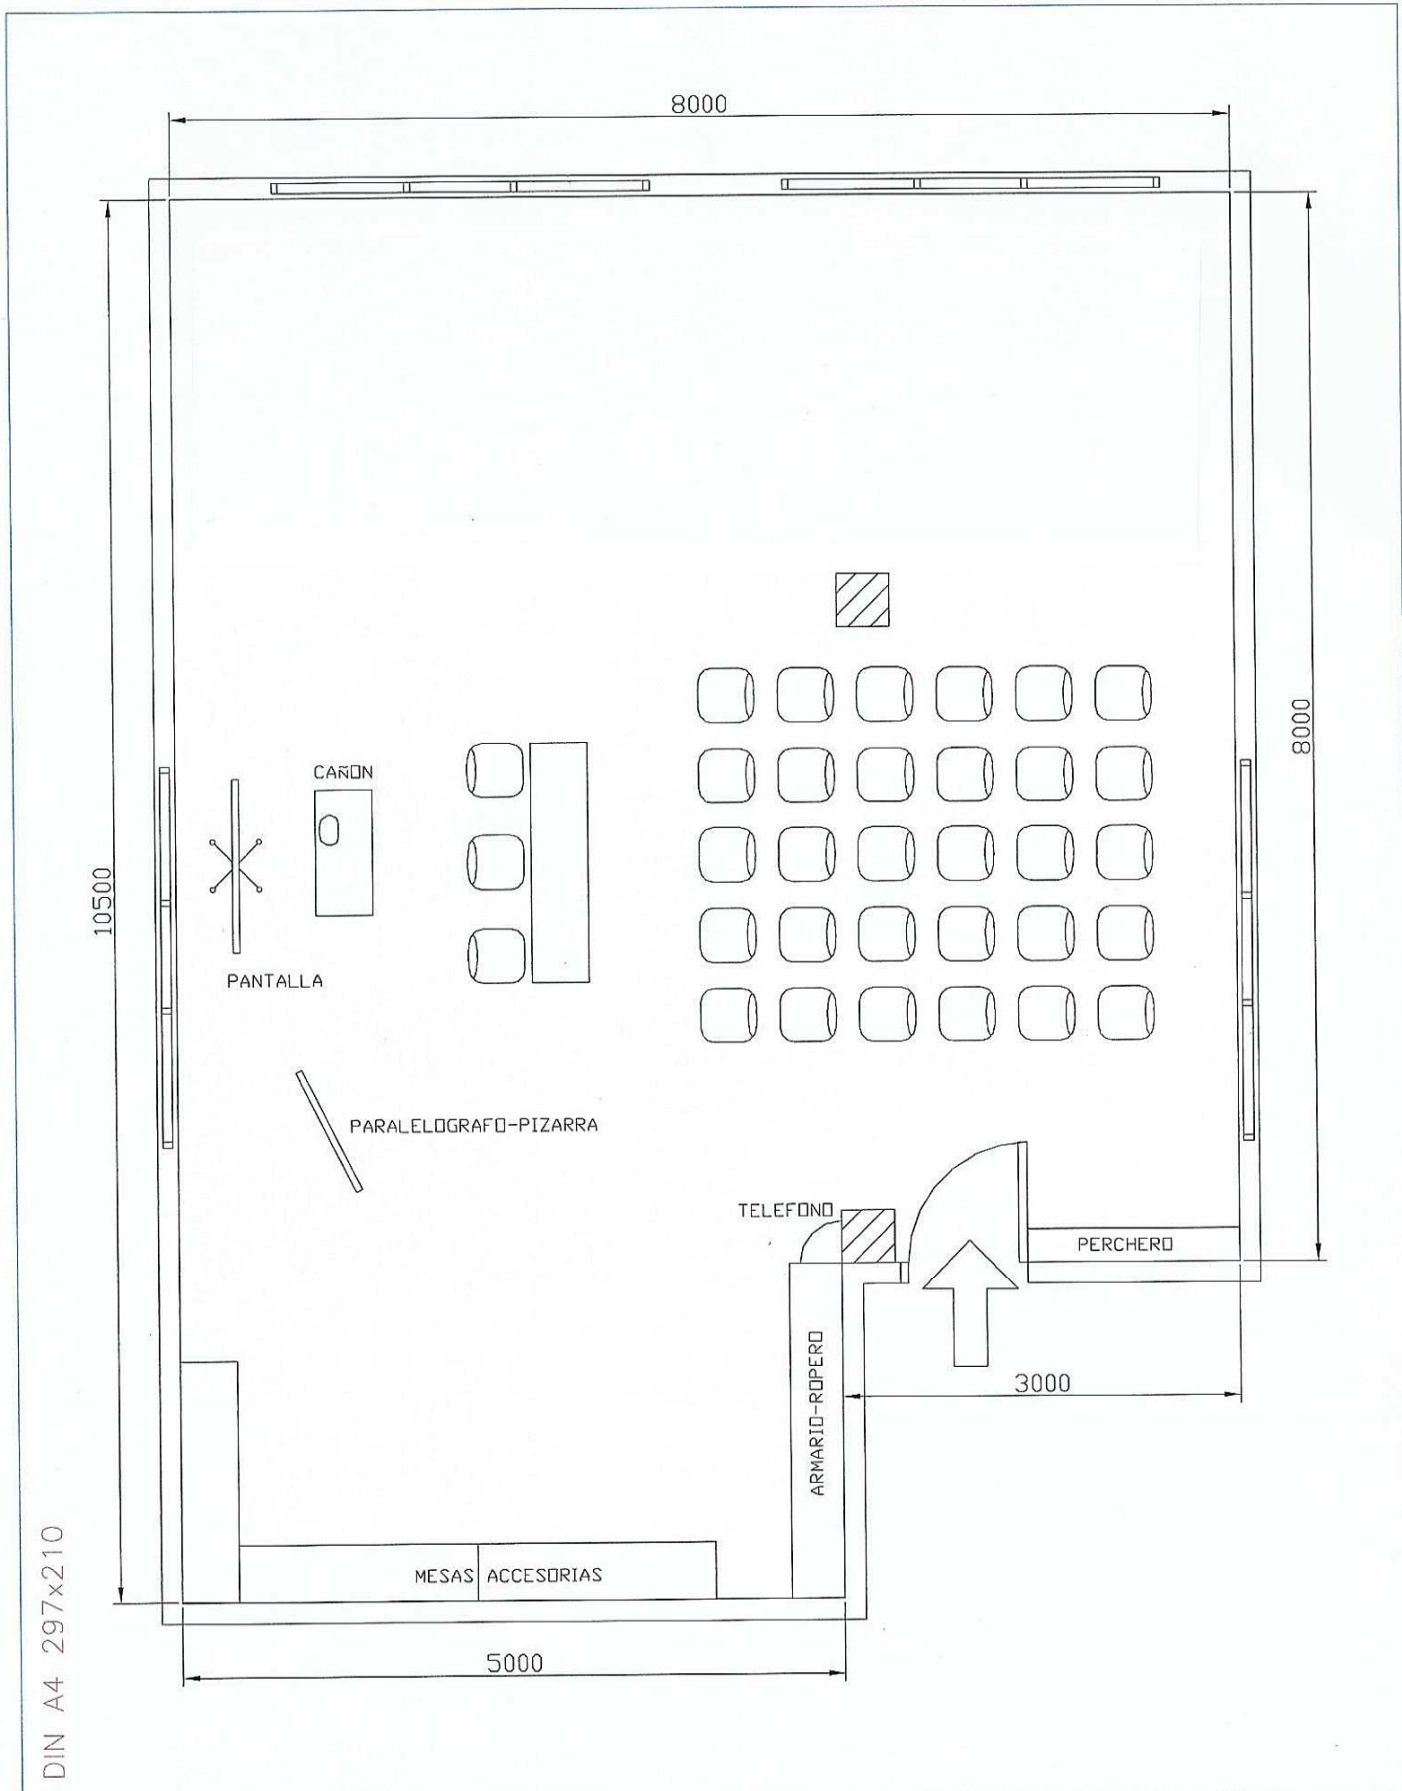 8000
8000
10500
CAÑON
PANTALLA
PARALELOGRAFO-PIZARRA
TELEFONO
PERCHERO
ARMARIO-ROPERO
3000
MESAS ACCESORIAS
5000
DIN A4 297x210